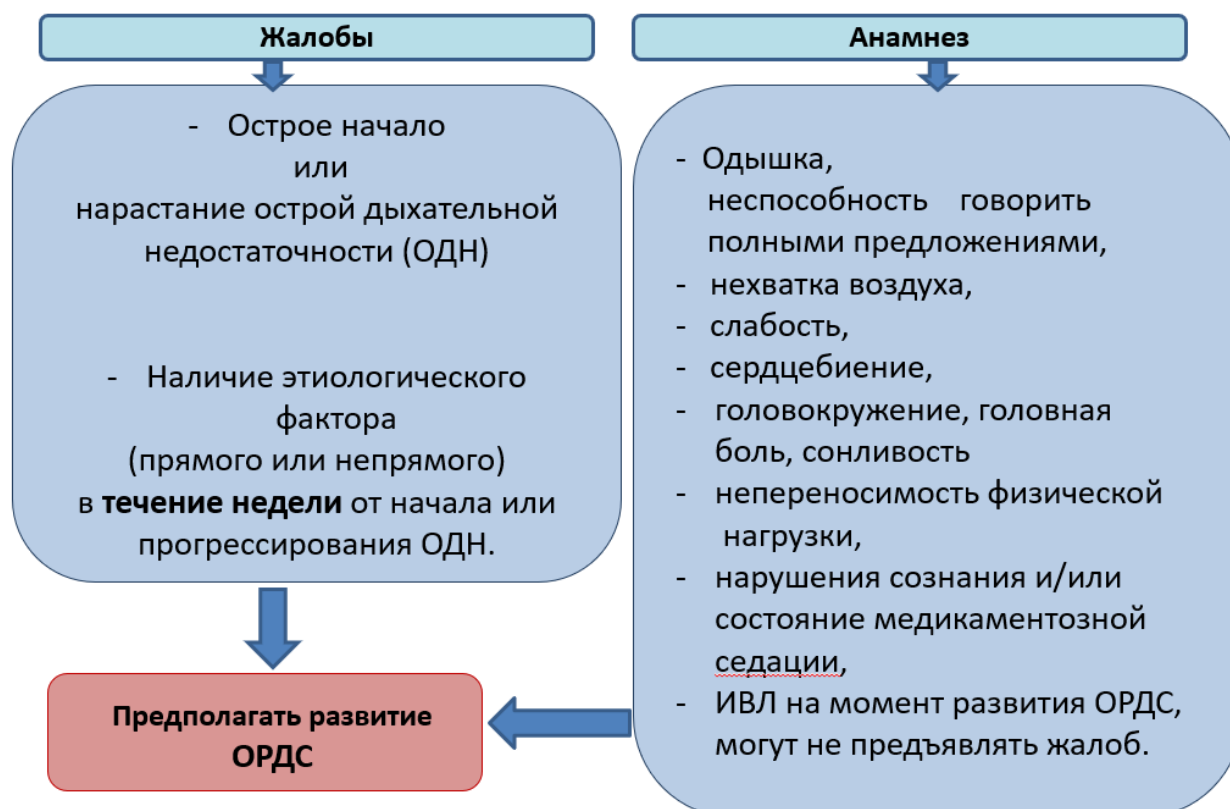 Жалобы
- Острое начало
или
нарастание острой дыхательной
недостаточности (ОДН)
- Наличие этиологического
фактора
(прямого или непрямого)
в течение недели от начала или
прогрессирования ОДН.
Предполагать развитие
ОРДС
Анамнез
- Одышка,
неспособность говорить
полными предложениями,
- нехватка воздуха,
- слабость,
- сердцебиение,
- головокружение, головная
боль, сонливость
- непереносимость физической
нагрузки,
- нарушения сознания и/или
состояние медикаментозной
седации,
- ИВЛ на момент развития ОРДС,
могут не предъявлять жалоб.